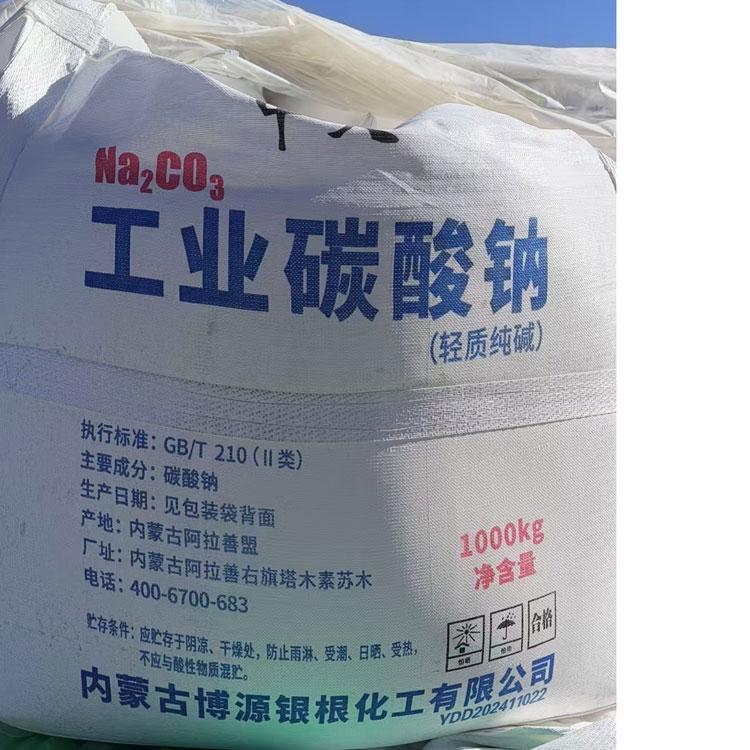 Na₂CO₃
工业碳酸钠
(轻质纯碱)
执行标准：GB/T 210（Ⅱ类）
主要成分：碳酸钠
生产日期：见包装袋背面
产地：内蒙古阿拉善盟
厂址：内蒙古阿拉善右旗塔木素苏木
电话：400-6700-683
1000kg
净含量
贮存条件：应贮存于阴凉、干燥处，防止雨淋、受潮、日晒、受热，
不应与酸性物质混贮。
怕晒
怕雨
合格
内蒙古博源银根化工有限公司
YDD202411022